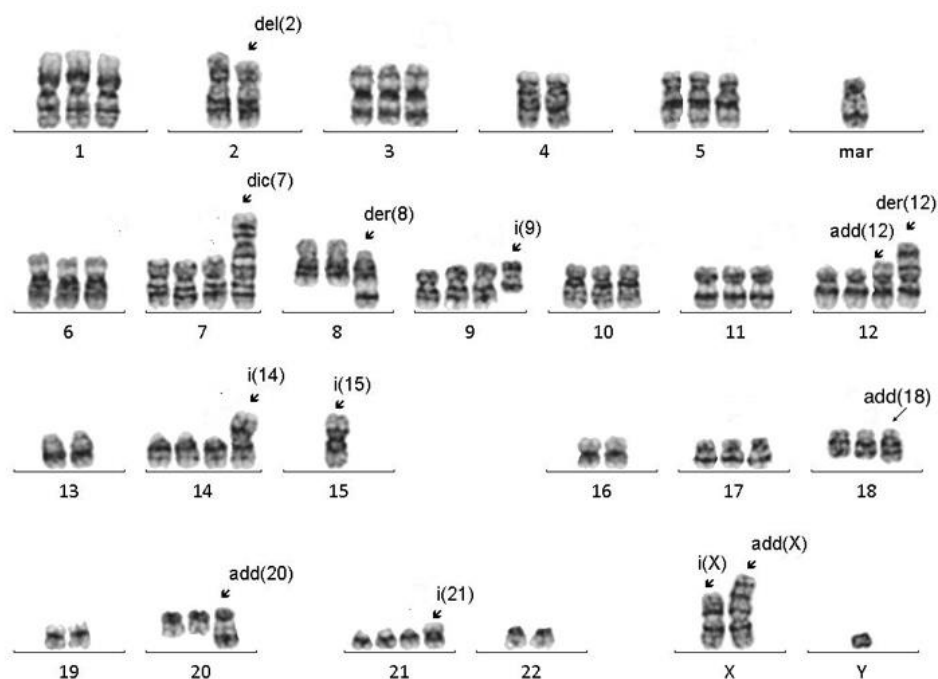 del(2)
1 2 3 4 5 mar
dic(7)
der(8)
i(9)
add(12)
der(12)
6 7 8 9 10 11 12
i(14)
i(15)
add(18)
13 14 15 16 17 18
add(20)
i(21)
i(X)
add(X)
19 20 21 22 X Y